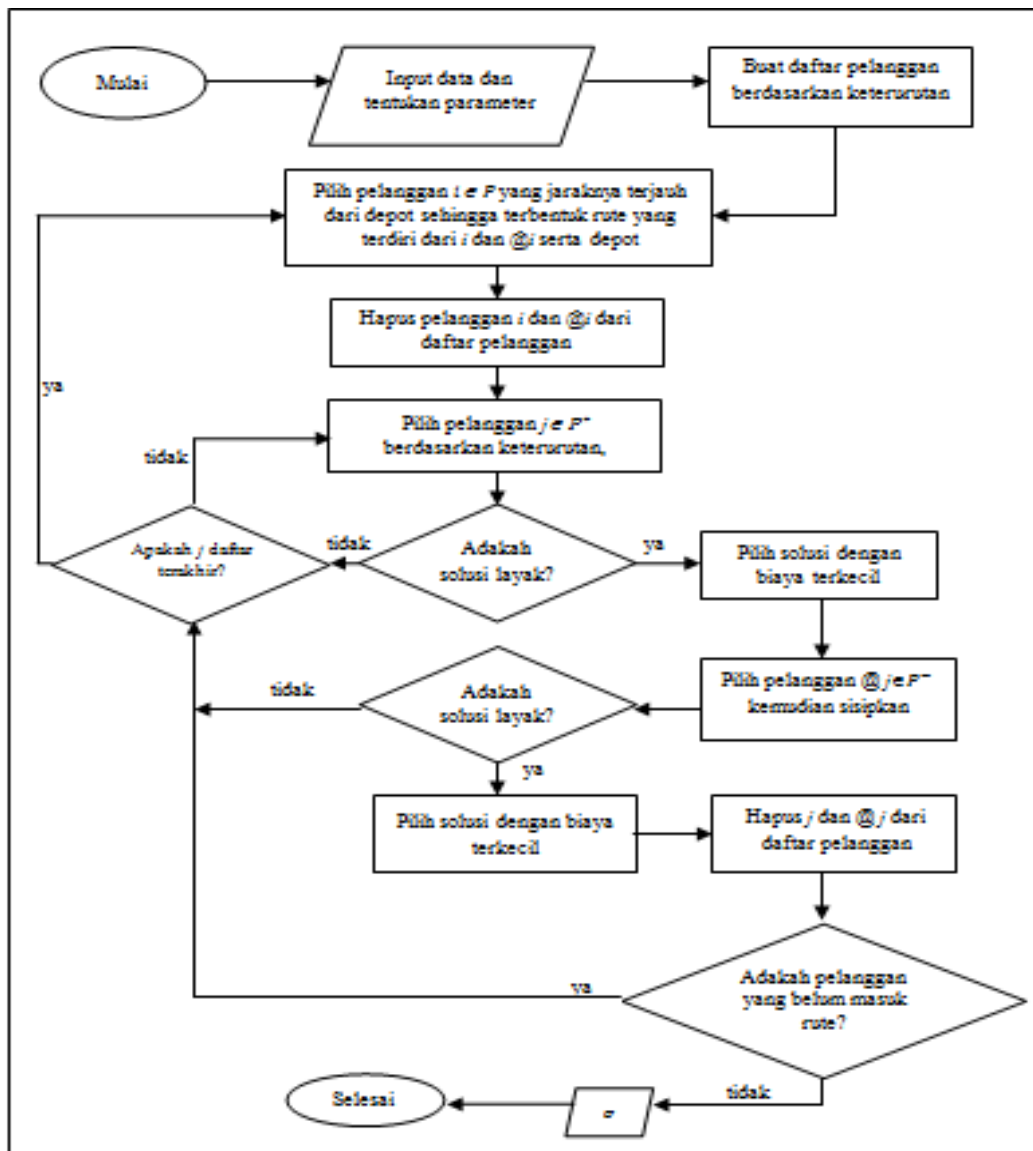 Mulai
Input data dan
tentukan parameter
Buat daftar pelanggan
berdasarkan keterurutan
Pilih pelanggan i ∈ P yang jaraknya terjauh
dari depot sehingga terbentuk rute yang
terdiri dari i dan @i serta depot
Hapus pelanggan i dan @i dari
daftar pelanggan
ya
Pilih pelanggan j ∈ P⁺
berdasarkan keterurutan,
tidak
Apakah j daftar
terakhir?
tidak
Adakah
solusi layak?
ya
Pilih solusi dengan
biaya terkecil
tidak
Adakah
solusi layak?
Pilih pelanggan @j ∈ P⁻
kemudian sisipkan
ya
Pilih solusi dengan biaya
terkecil
Hapus j dan @j dari
daftar pelanggan
ya
Adakah pelanggan
yang belum masuk
rute?
Selesai
tidak